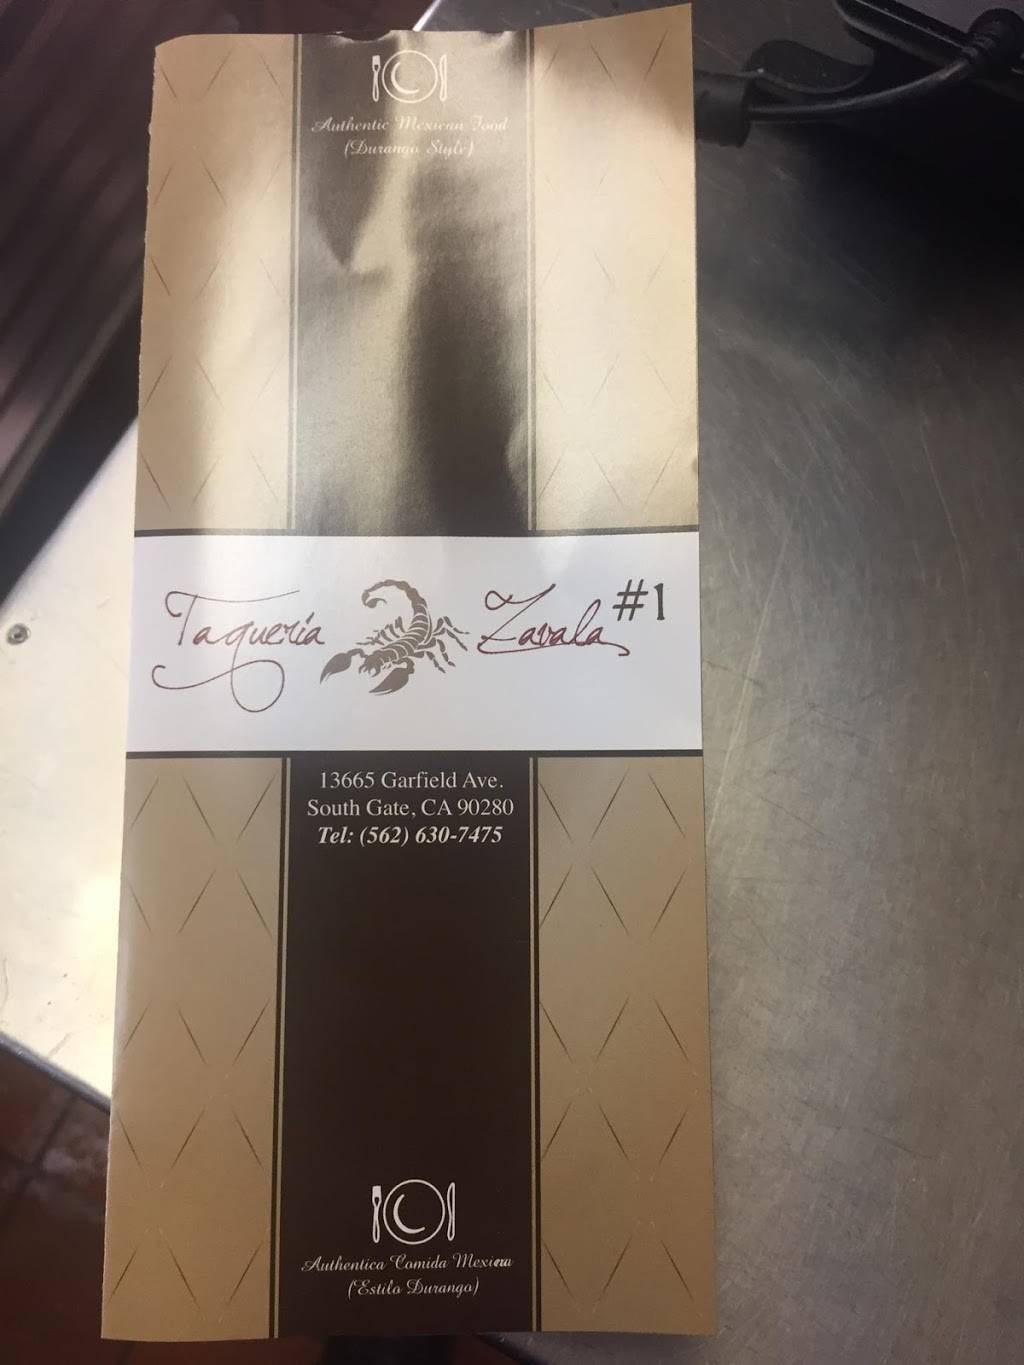 Authentic Mexican Food
(Durango Style)
Taquería Zavala #1
13665 Garfield Ave.
South Gate, CA 90280
Tel: (562) 630-7475
Authentica Comida Mexicana
(Estilo Durango)